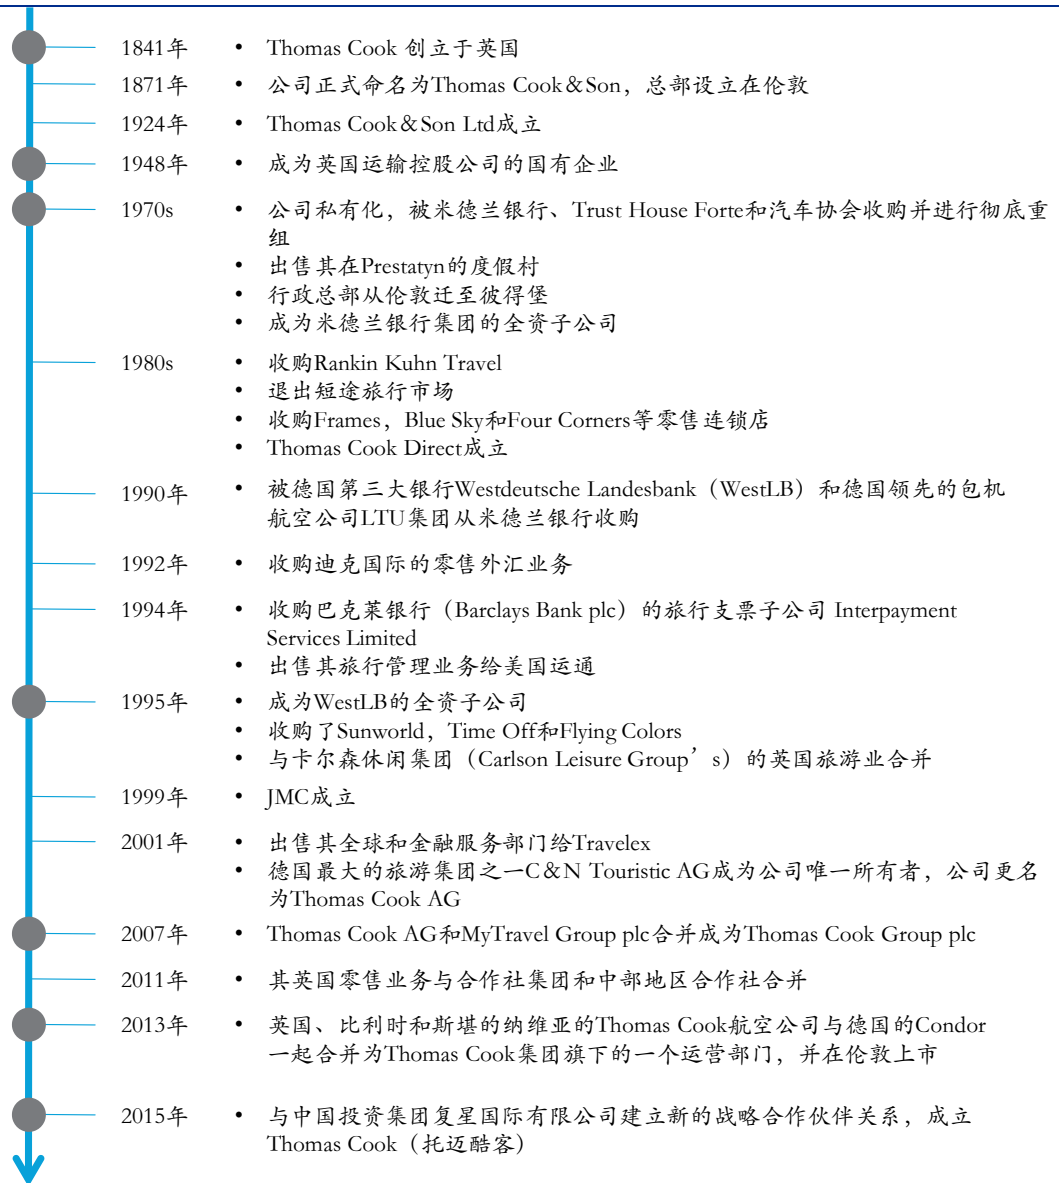 1841年 • Thomas Cook 创立于英国
1871年 • 公司正式命名为Thomas Cook＆Son，总部设立在伦敦
1924年 • Thomas Cook＆Son Ltd成立
1948年 • 成为英国运输控股公司的国有企业
1970s • 公司私有化，被米德兰银行、Trust House Forte和汽车协会收购并进行彻底重
组
• 出售其在Prestatyn的度假村
• 行政总部从伦敦迁至彼得堡
• 成为米德兰银行集团的全资子公司
1980s • 收购Rankin Kuhn Travel
• 退出短途旅行市场
• 收购Frames，Blue Sky和Four Corners等零售连锁店
• Thomas Cook Direct成立
1990年 • 被德国第三大银行Westdeutsche Landesbank（WestLB）和德国领先的包机
航空公司LTU集团从米德兰银行收购
1992年 • 收购迪克国际的零售外汇业务
1994年 • 收购巴克莱银行（Barclays Bank plc）的旅行支票子公司 Interpayment
Services Limited
• 出售其旅行管理业务给美国运通
1995年 • 成为WestLB的全资子公司
• 收购了Sunworld，Time Off和Flying Colors
• 与卡尔森休闲集团（Carlson Leisure Group’s）的英国旅游业合并
1999年 • JMC成立
2001年 • 出售其全球和金融服务部门给Travelex
• 德国最大的旅游集团之一C＆N Touristic AG成为公司唯一所有者，公司更名
为Thomas Cook AG
2007年 • Thomas Cook AG和MyTravel Group plc合并成为Thomas Cook Group plc
2011年 • 其英国零售业务与合作社集团和中部地区合作社合并
2013年 • 英国、比利时和斯堪的纳维亚的Thomas Cook航空公司与德国的Condor
一起合并为Thomas Cook集团旗下的一个运营部门，并在伦敦上市
2015年 • 与中国投资集团复星国际有限公司建立新的战略合作伙伴关系，成立
Thomas Cook（托迈酷客）